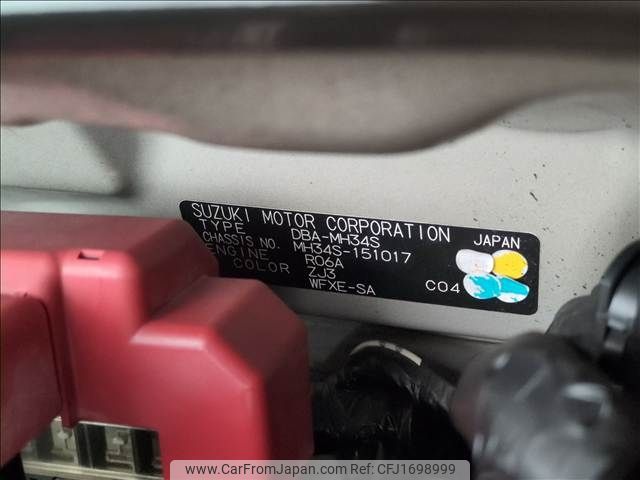 SUZUKI MOTOR CORPORATION
TYPE DBA-MH34S JAPAN
CHASSIS NO. MH34S-151017
ENGINE R06A
COLOR ZJ3
WFXE-SA C04
www.CarFromJapan.com Ref: CFJ1698999